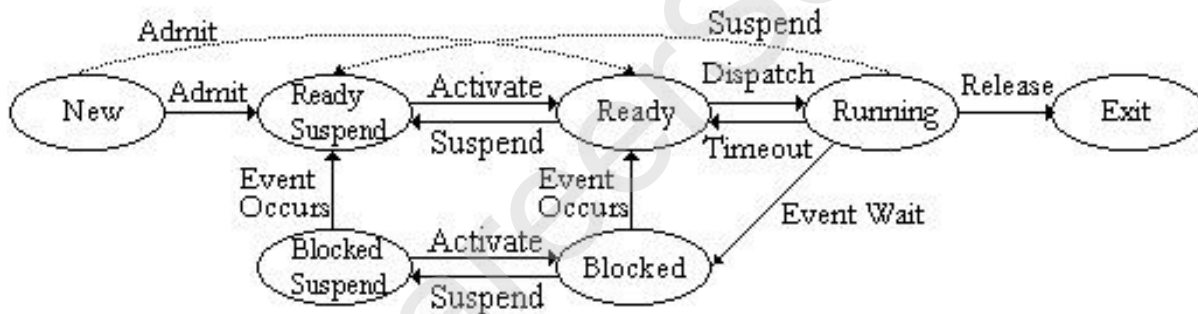 Admit
Suspend
New
Admit
Ready
Suspend
Activate
Suspend
Ready
Dispatch
Timeout
Running
Release
Exit
Event
Occurs
Event
Occurs
Event Wait
Blocked
Suspend
Activate
Suspend
Blocked